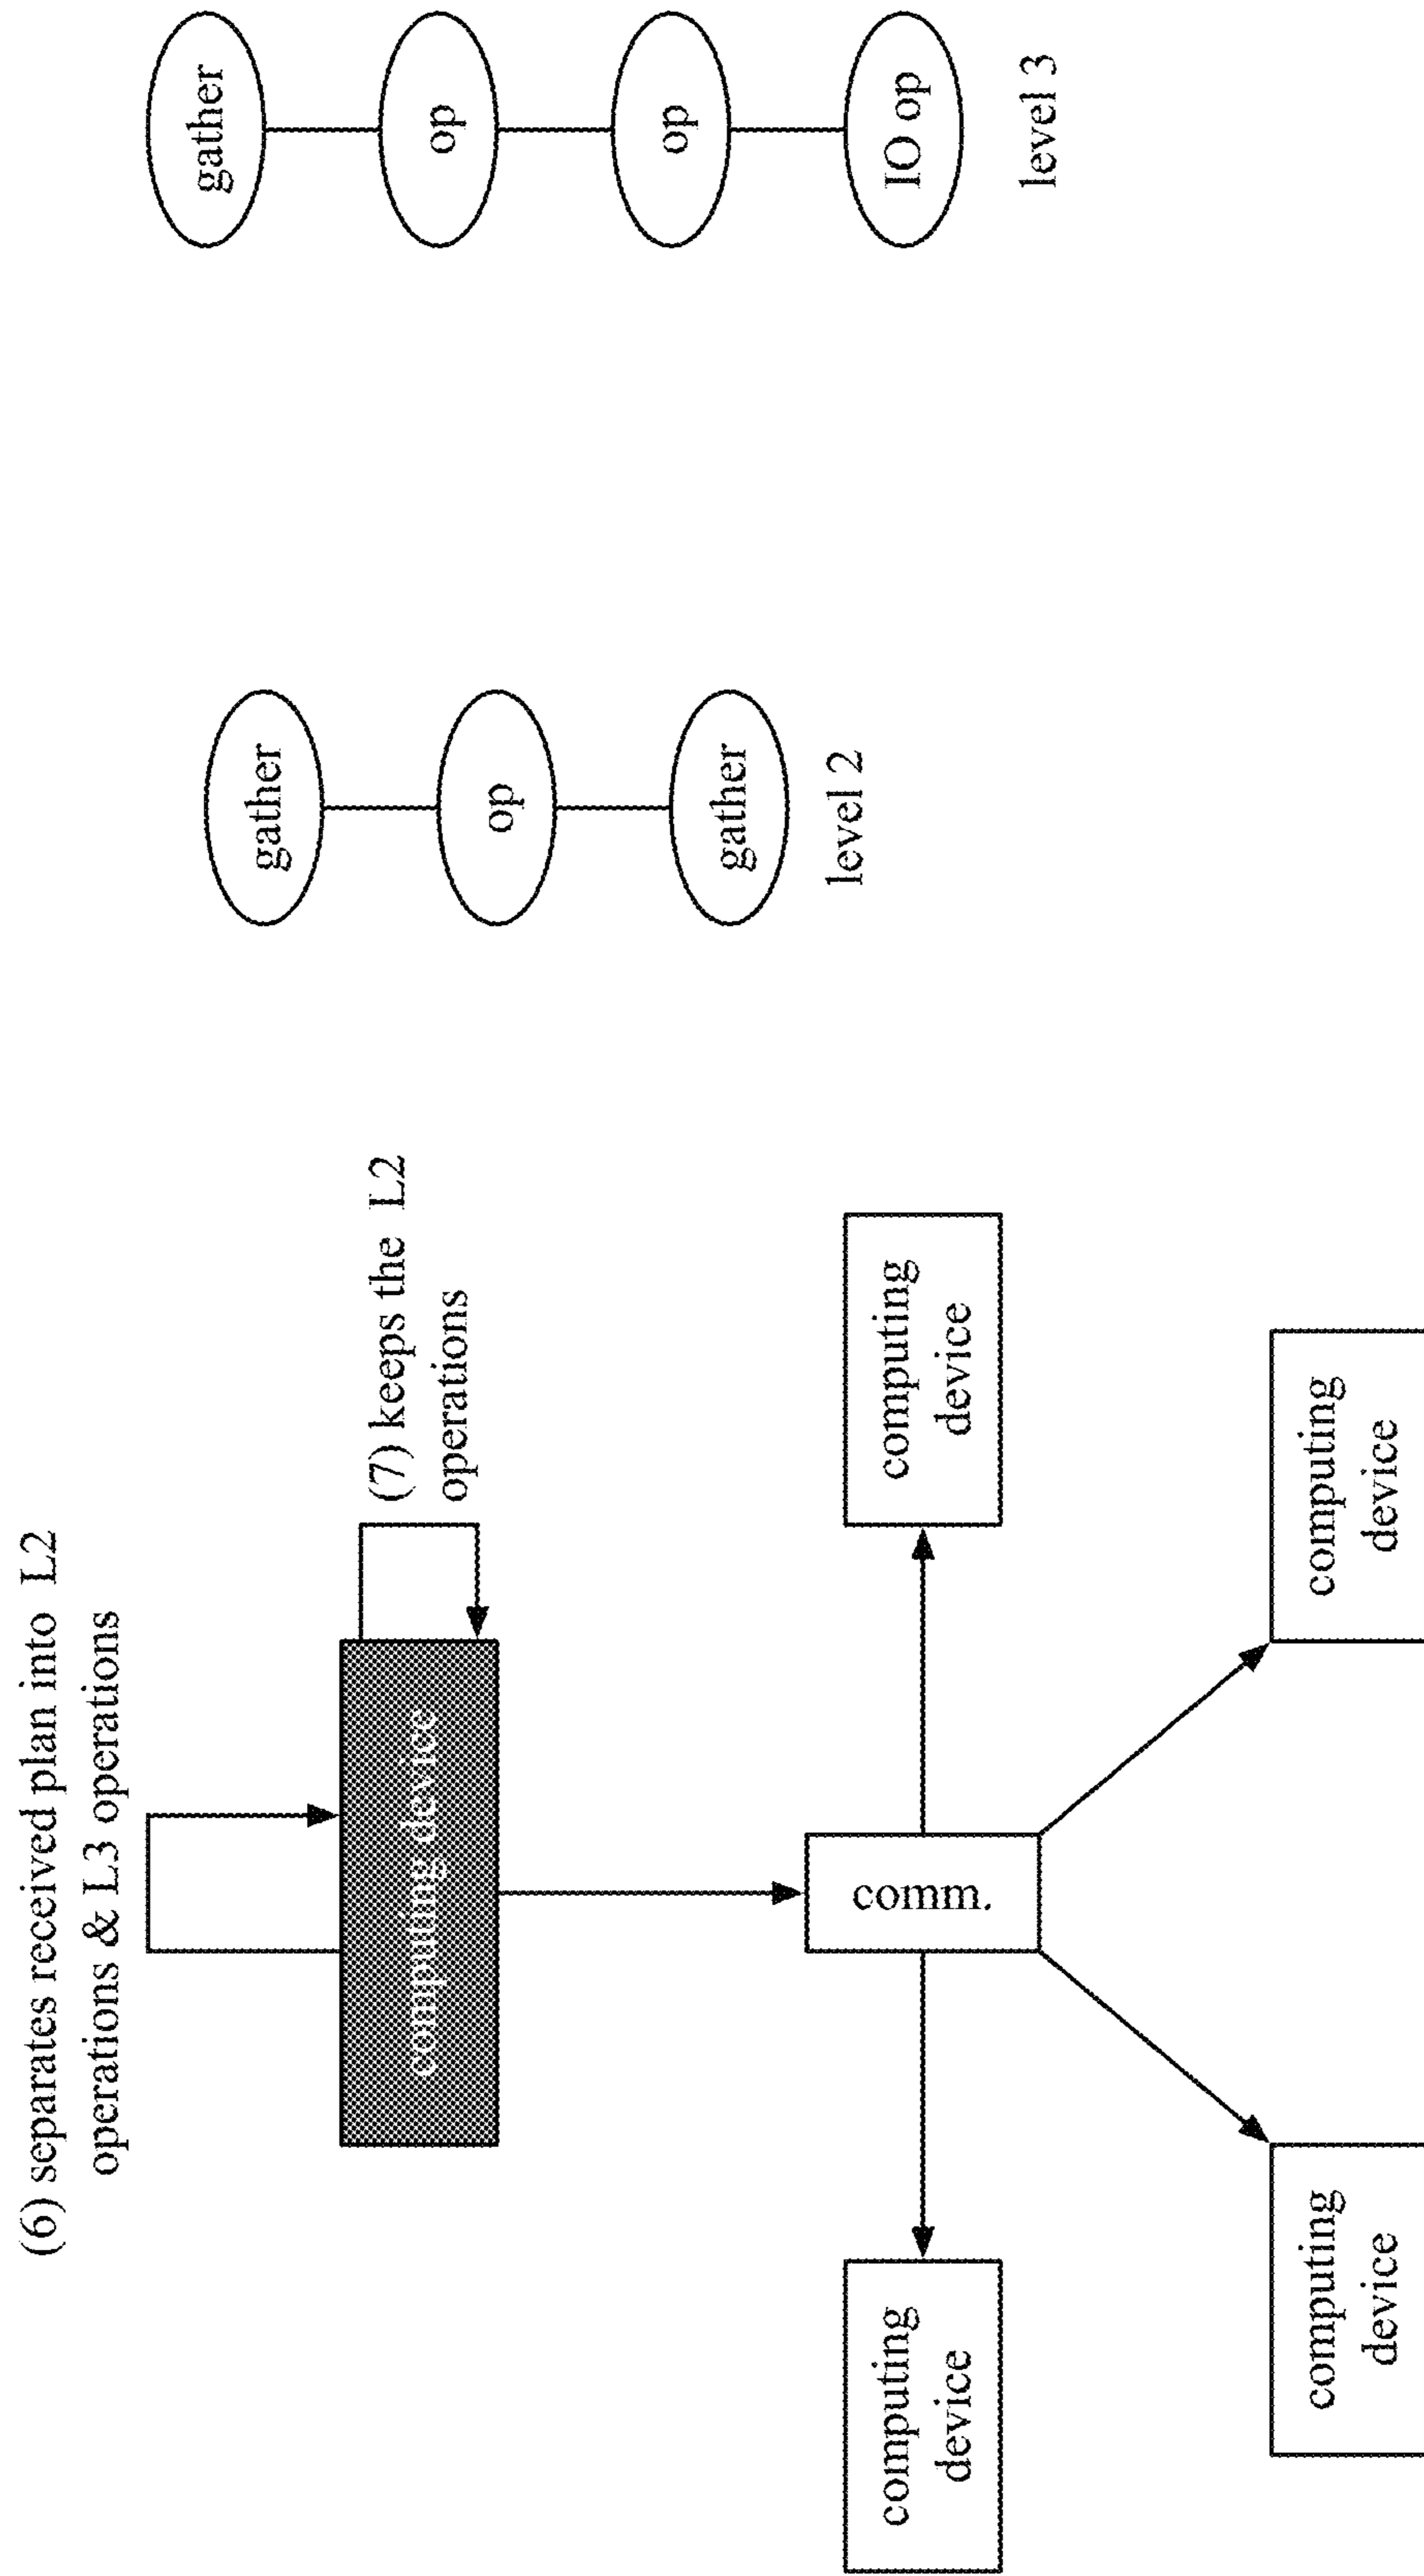 (6) separates received plan into L2
operations & L3 operations
computing device
(7) keeps the L2
operations
comm.
computing
device
computing
device
computing
device
computing
device
gather
op
gather
level 2
gather
op
op
IO op
level 3